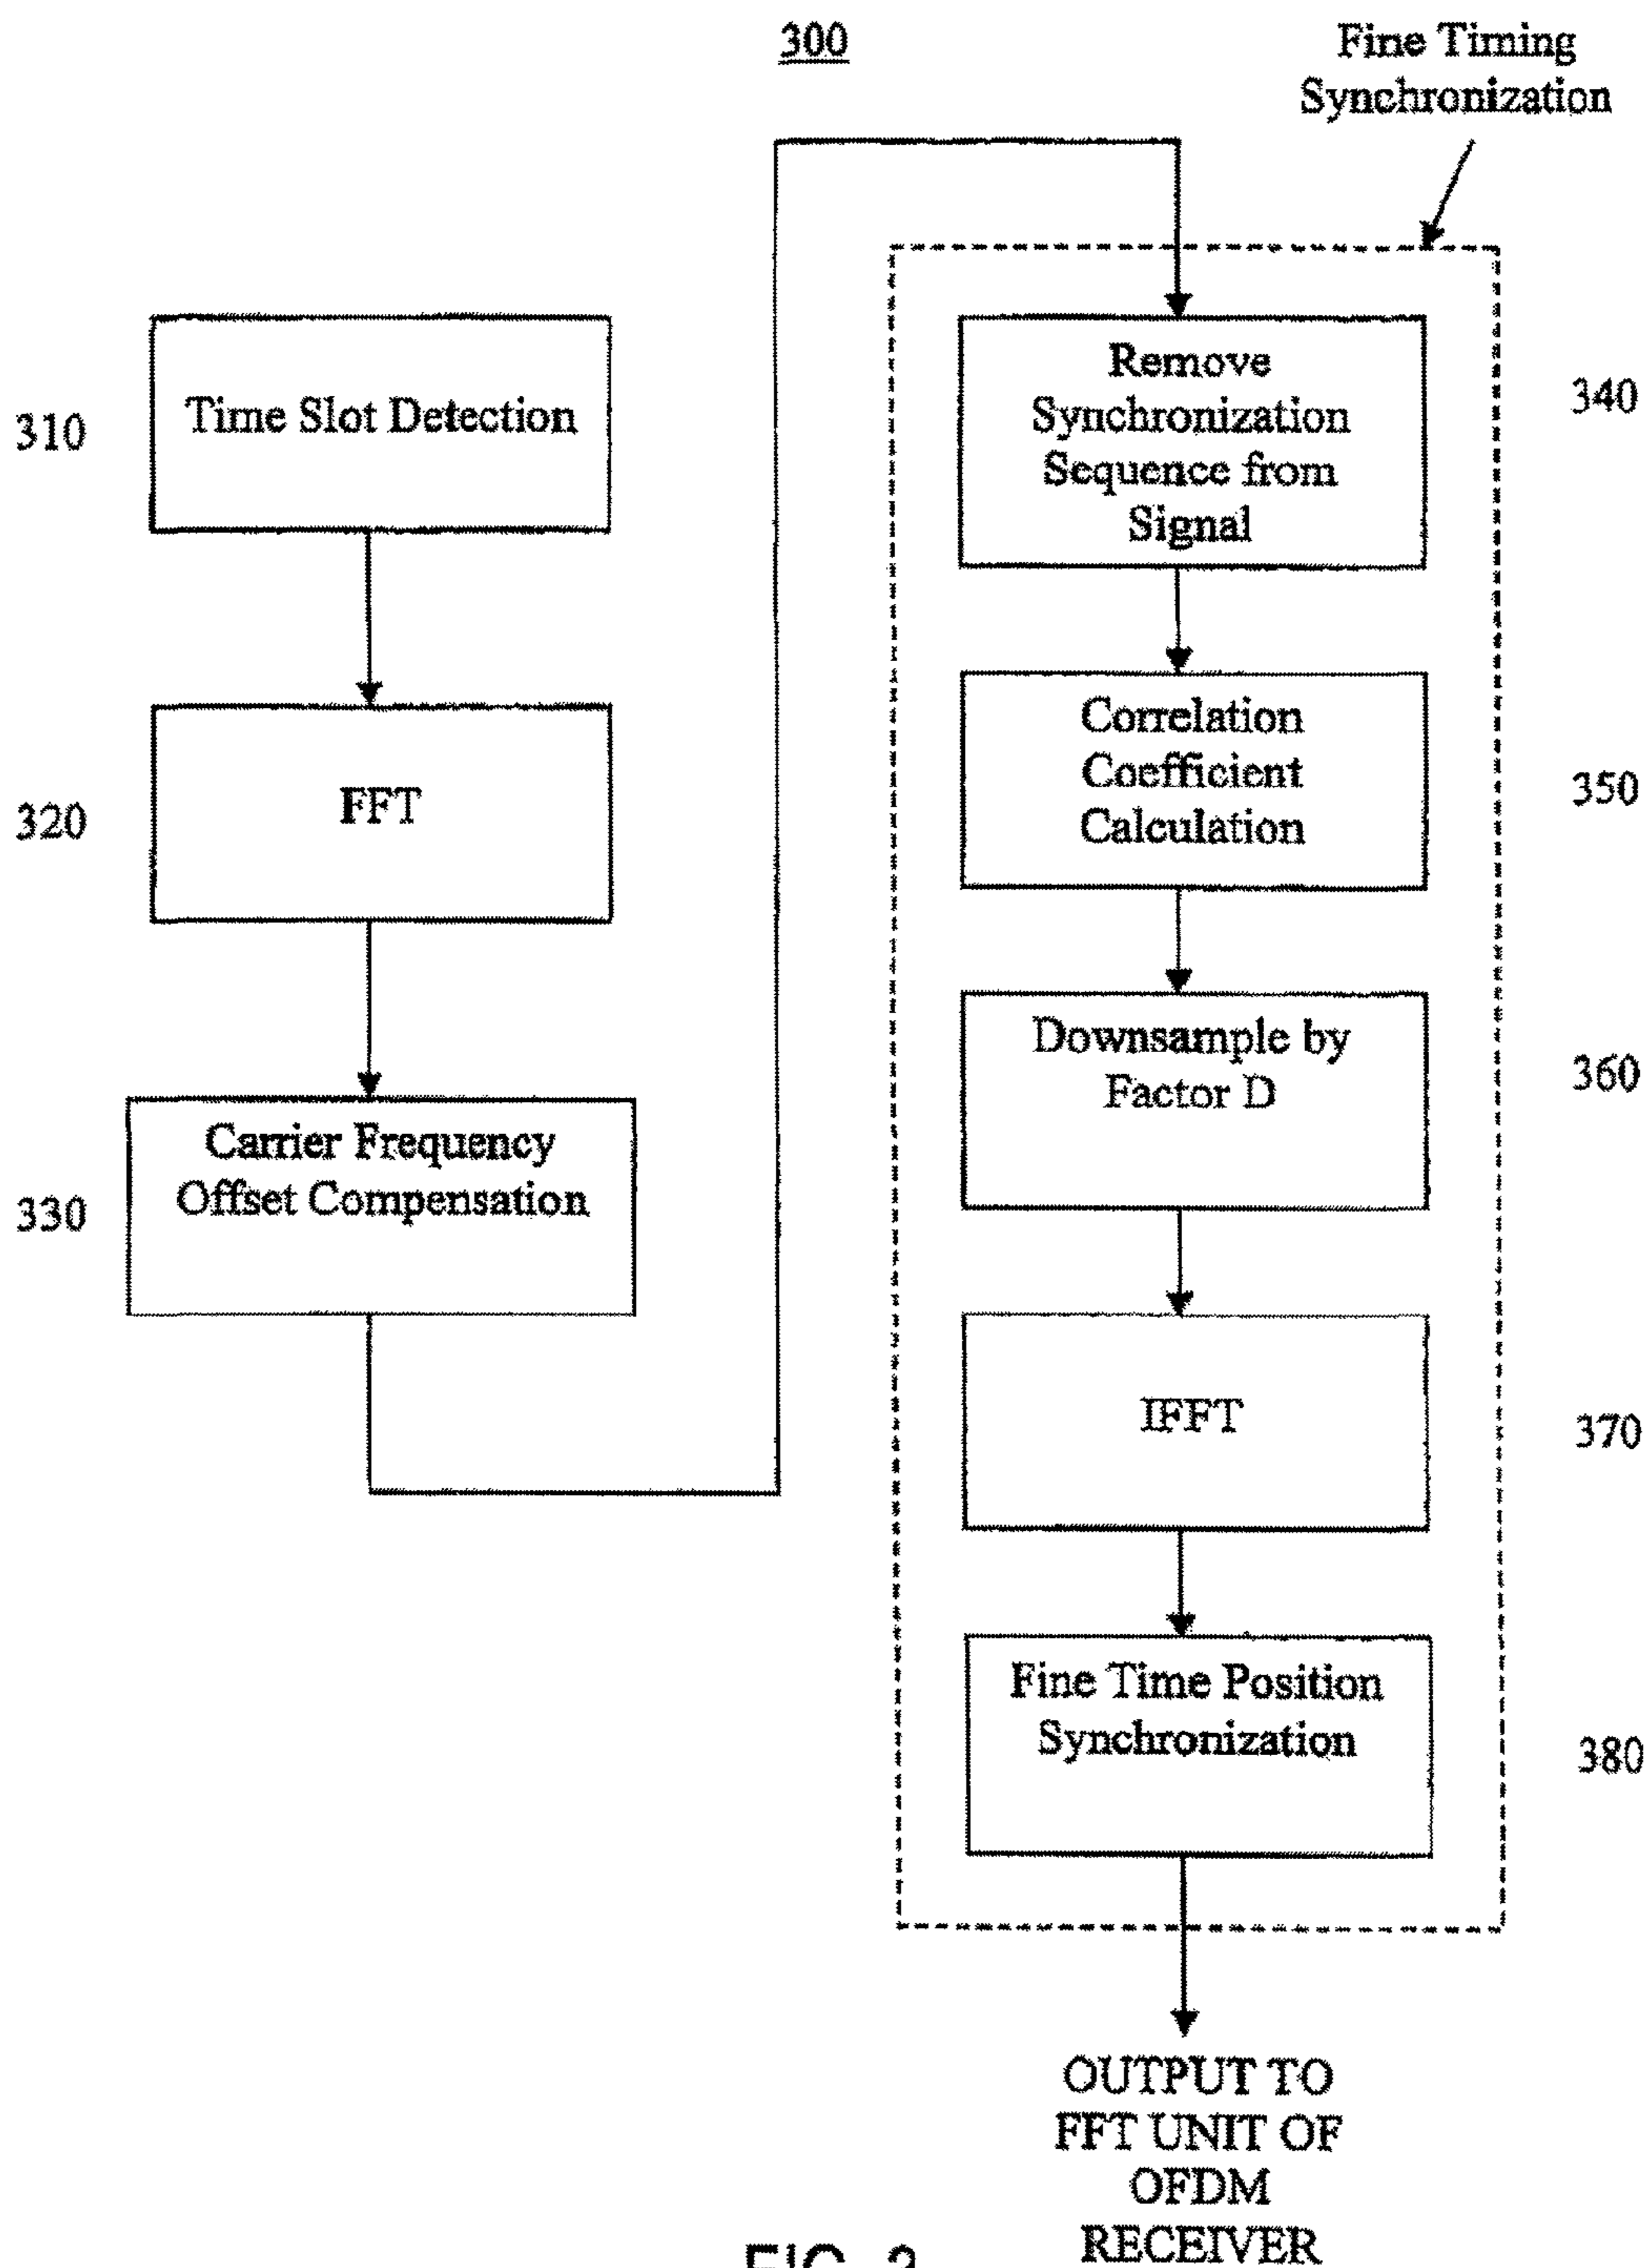 300
Fine Timing
Synchronization
310
Time Slot Detection
320
FFT
330
Carrier Frequency
Offset Compensation
Remove
Synchronization
Sequence from
Signal
340
Correlation
Coefficient
Calculation
350
Downsample by
Factor D
360
IFFT
370
Fine Time Position
Synchronization
380
OUTPUT TO
FFT UNIT OF
OFDM
RECEIVER